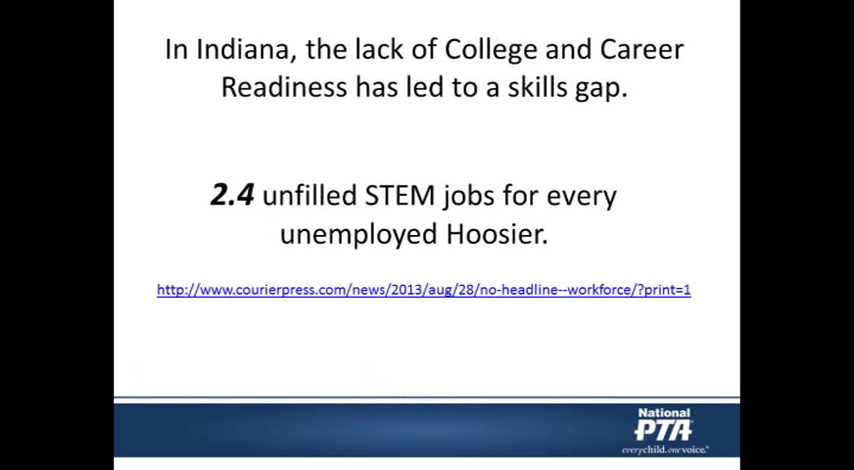 In Indiana, the lack of College and Career
Readiness has led to a skills gap.
2.4 unfilled STEM jobs for every
unemployed Hoosier.
http://www.courierpress.com/news/2013/aug/28/no-headline--workforce/?print=1
National
PTA
everychild.onevoice.